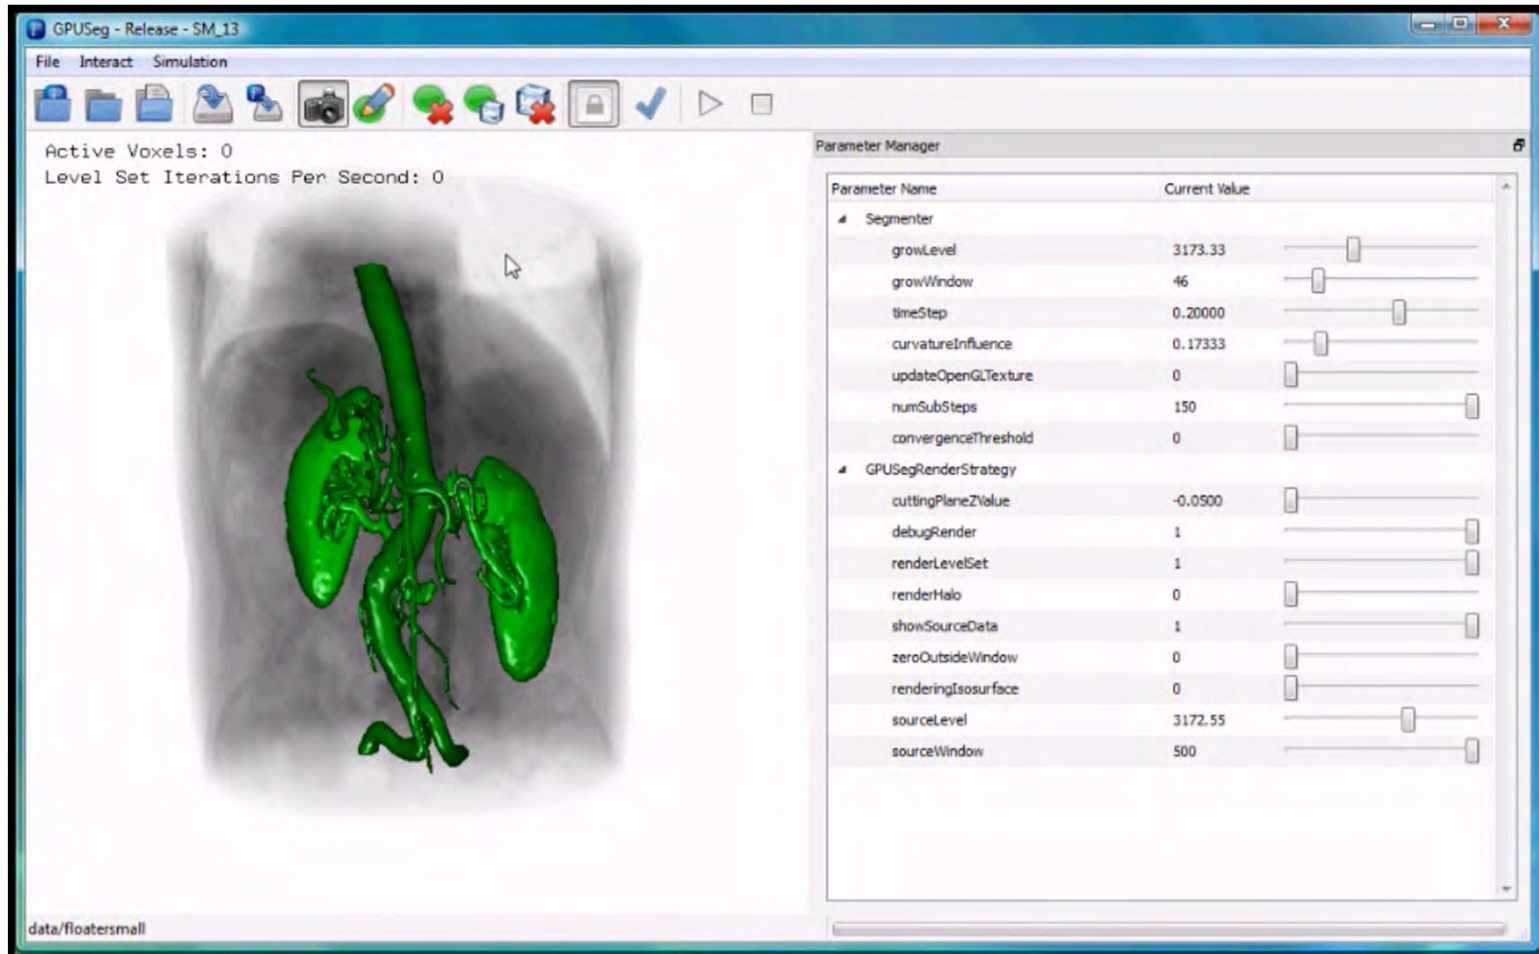 GPUSeg - Release - SM_13
File Interact Simulation
Active Voxels: 0
Level Set Iterations Per Second: 0
Parameter Manager
Parameter Name Current Value
Segmenter
growLevel 3173.33
growWindow 46
timeStep 0.20000
curvatureInfluence 0.17333
updateOpenGLTexture 0
numSubSteps 150
convergenceThreshold 0
GPUSegRenderStrategy
cuttingPlaneZValue -0.0500
debugRender 1
renderLevelSet 1
renderHalo 0
showSourceData 1
zeroOutsideWindow 0
renderingIsosurface 0
sourceLevel 3172.55
sourceWindow 500
data/floatersmall